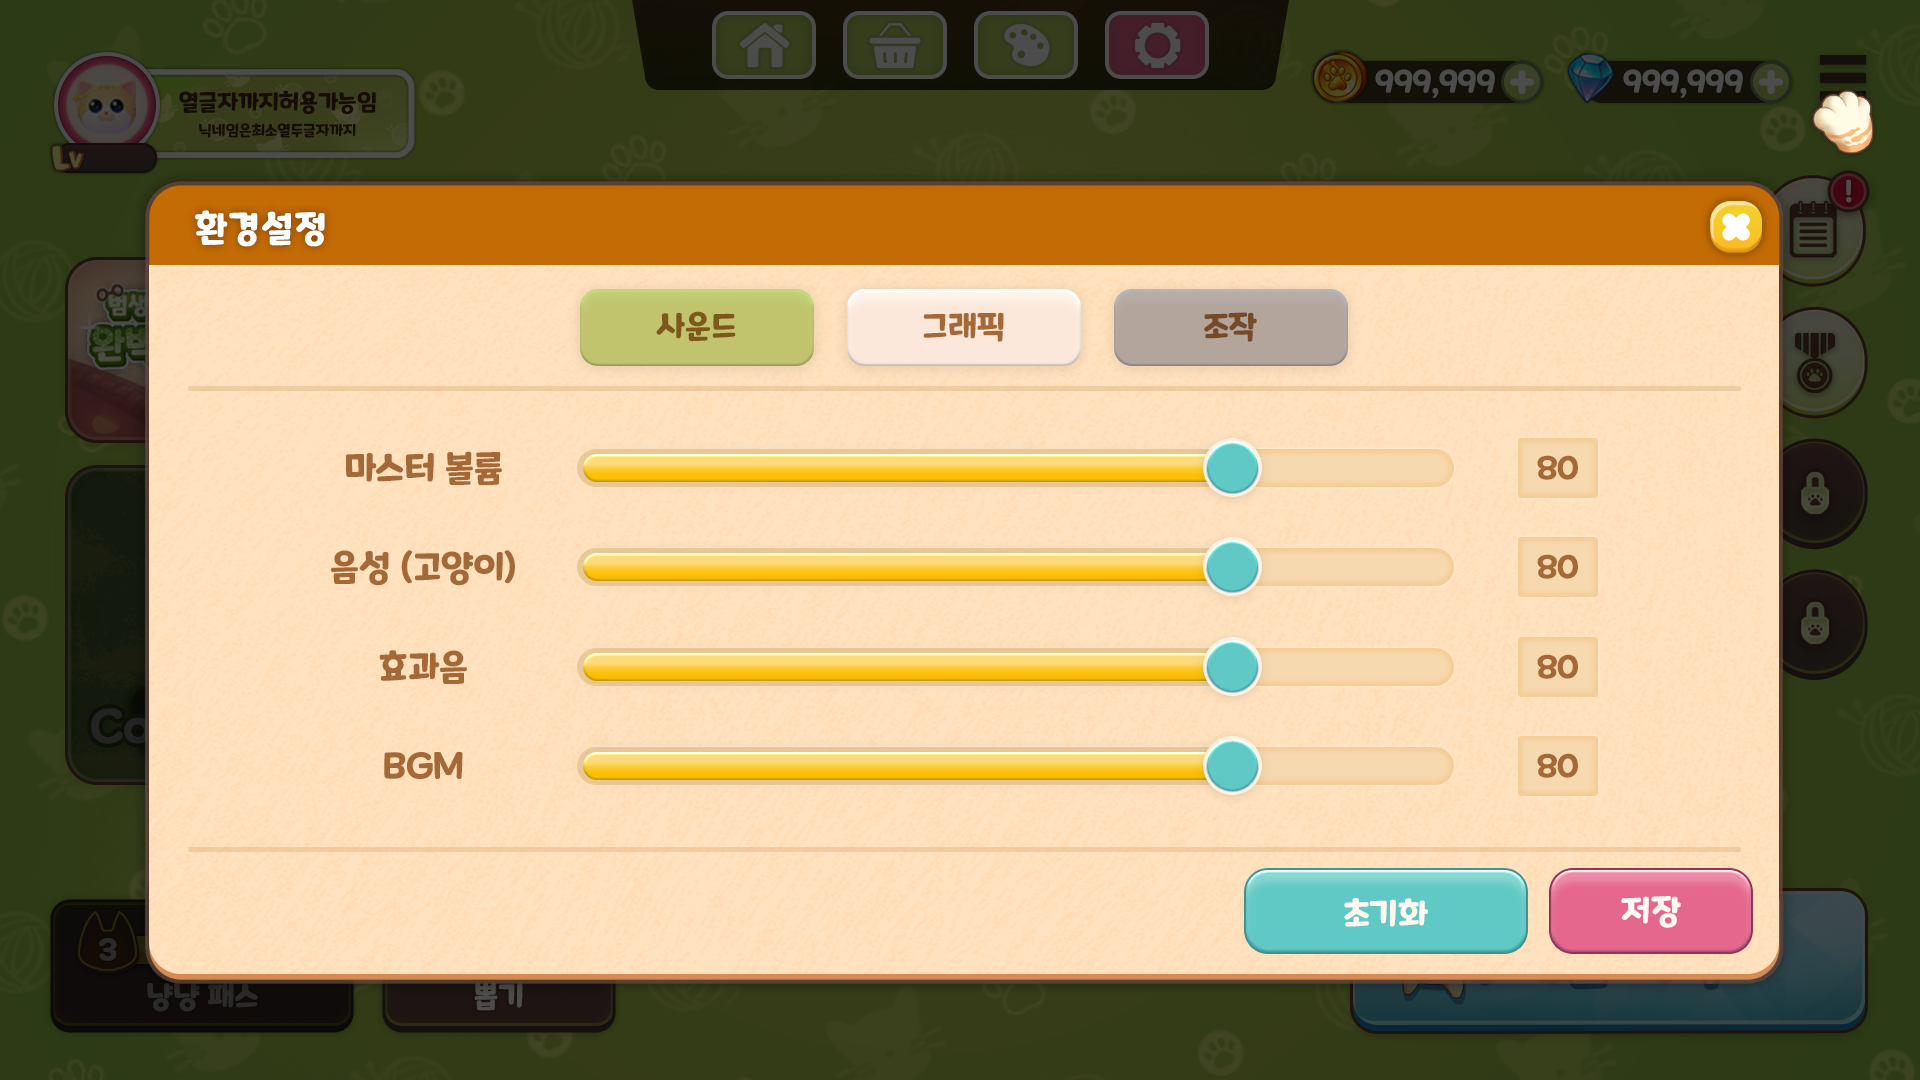 열글자까지허용가능임
닉네임은최소열두글자까지
Lv
999,999
999,999
환경설정
사운드
그래픽
조작
마스터 볼륨
80
음성 (고양이)
80
효과음
80
BGM
80
초기화
저장
3
냥냥 패스
뽑기